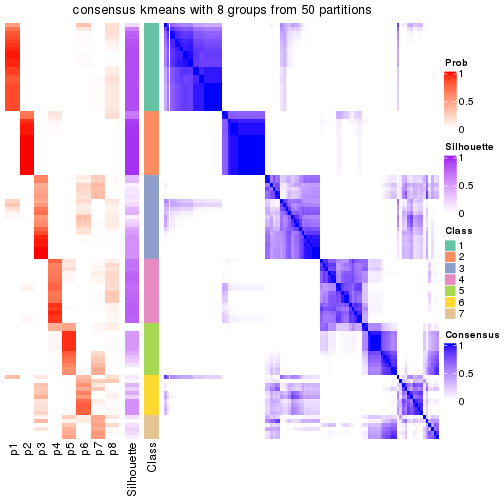 consensus kmeans with 8 groups from 50 partitions
Prob
1
0.5
0
Silhouette
1
0.5
0
Class
1
2
3
4
5
6
7
Consensus
1
0.5
0
p1
p2
p3
p4
p5
p6
p7
p8
Silhouette
Class